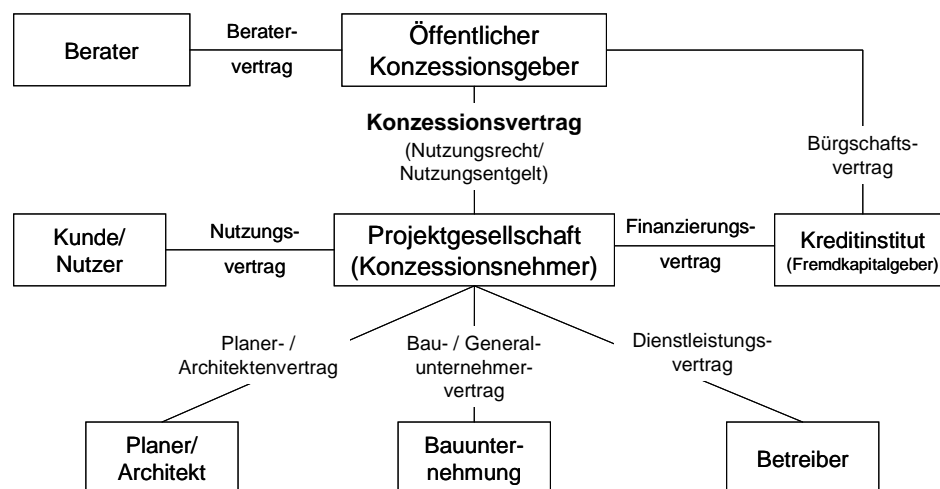 Berater
Berater-
vertrag
Öffentlicher
Konzessionsgeber
Konzessionsvertrag
(Nutzungsrecht/
Nutzungsentgelt)
Bürgschafts-
vertrag
Kunde/
Nutzer
Nutzungs-
vertrag
Projektgesellschaft
(Konzessionsnehmer)
Finanzierungs-
vertrag
Kreditinstitut
(Fremdkapitalgeber)
Planer- /
Architektenvertrag
Bau- / General-
unternehmer-
vertrag
Dienstleistungs-
vertrag
Planer/
Architekt
Bauunter-
nehmung
Betreiber